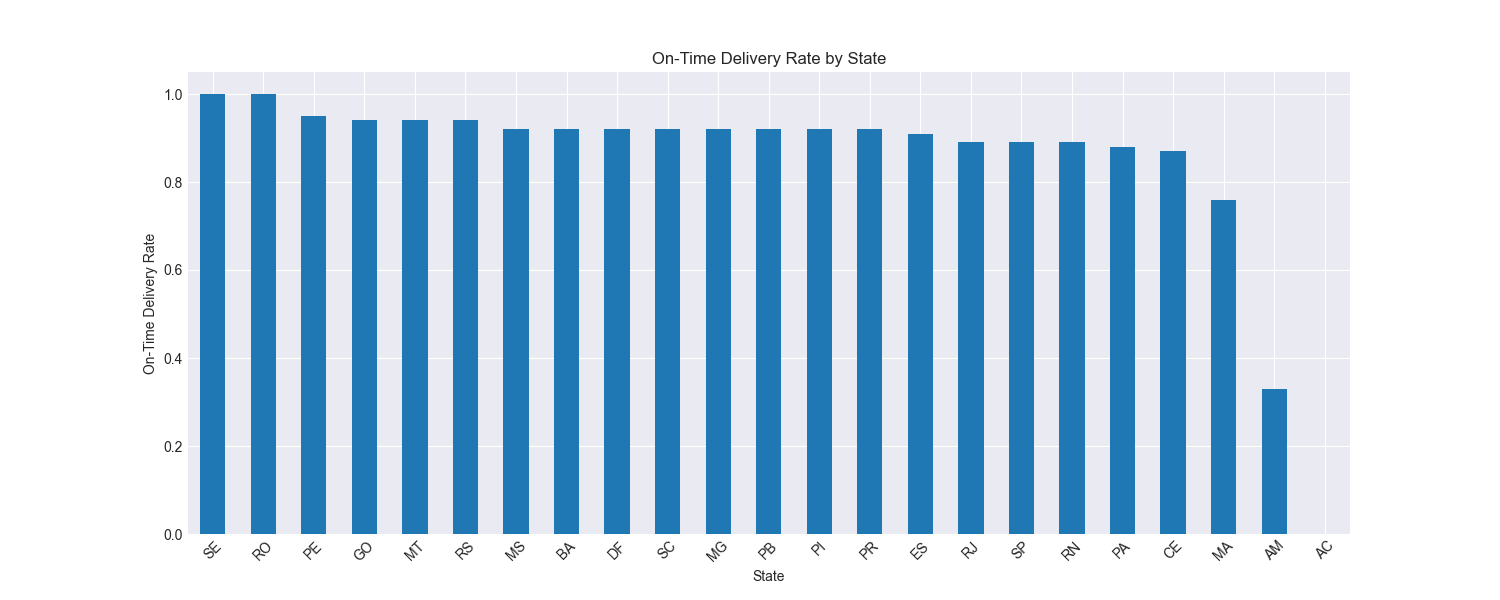 On-Time Delivery Rate by State
On-Time Delivery Rate
1.0
0.8
0.6
0.4
0.2
0.0
SE RO PE GO MT RS MS BA DF SC MG PB PI PR ES RJ SP RN PA CE MA AM AC
State